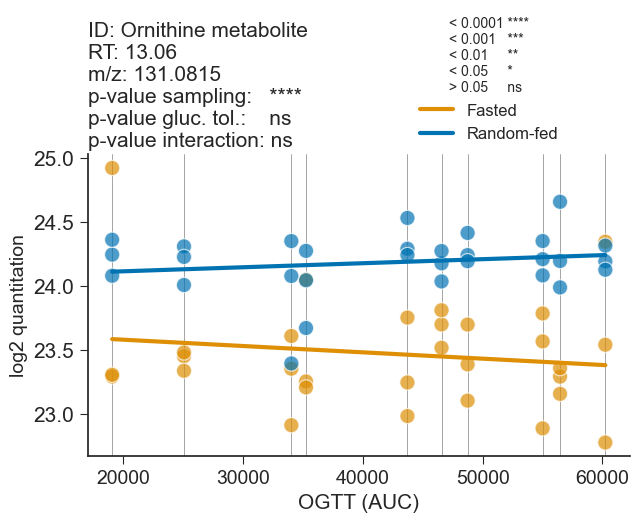 ID: Ornithine metabolite
RT: 13.06
m/z: 131.0815
p-value sampling: ****
p-value gluc. tol.: ns
p-value interaction: ns
< 0.0001 ****
< 0.001 ***
< 0.01 **
< 0.05 *
> 0.05 ns
Fasted
Random-fed
log2 quantitation
25.0
24.5
24.0
23.5
23.0
20000 30000 40000 50000 60000
OGTT (AUC)